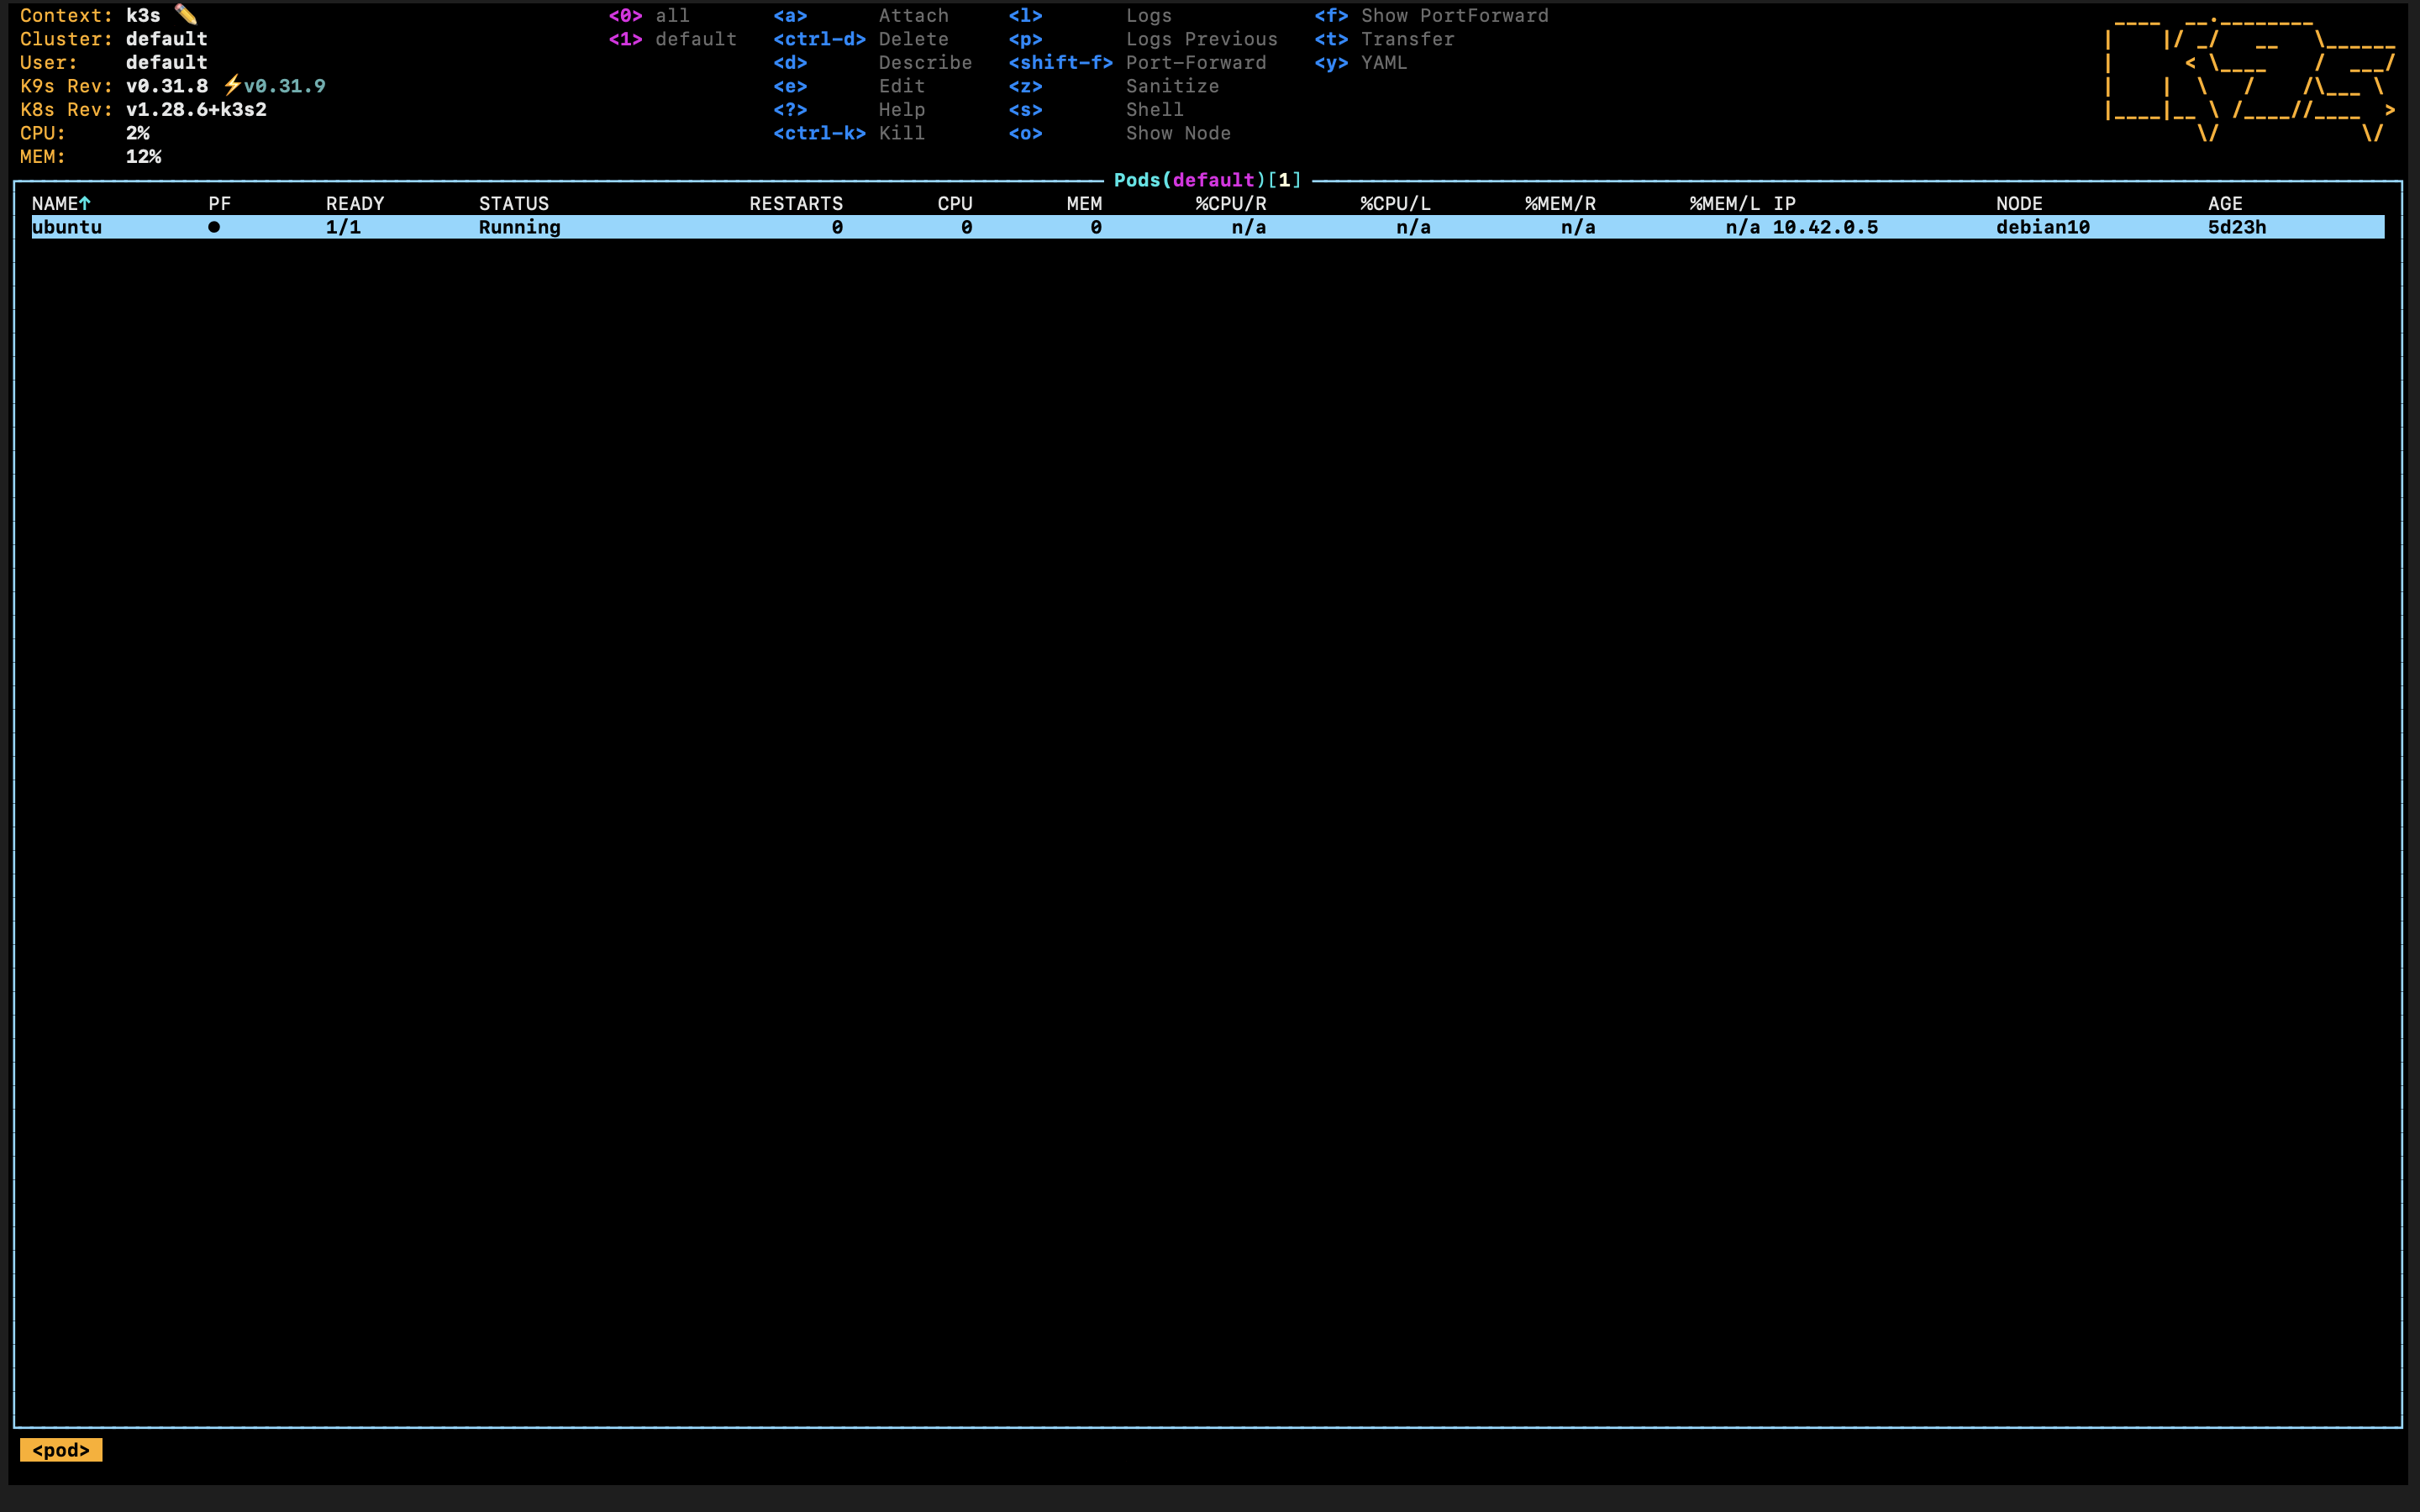 Context: k3s ✏️ <0> all <a> Attach <l> Logs <f> Show PortForward
Cluster: default <1> default <ctrl-d> Delete <p> Logs Previous <t> Transfer
User: default <d> Describe <shift-f> Port-Forward <y> YAML
K9s Rev: v0.31.8 ⚡v0.31.9 <e> Edit <z> Sanitize
K8s Rev: v1.28.6+k3s2 <?> Help <s> Shell
CPU: 2% <ctrl-k> Kill <o> Show Node
MEM: 12%
Pods(default)[1]
NAME↑ PF READY STATUS RESTARTS CPU MEM %CPU/R %CPU/L %MEM/R %MEM/L IP NODE AGE
ubuntu ● 1/1 Running 0 0 0 n/a n/a n/a n/a 10.42.0.5 debian10 5d23h
<pod>